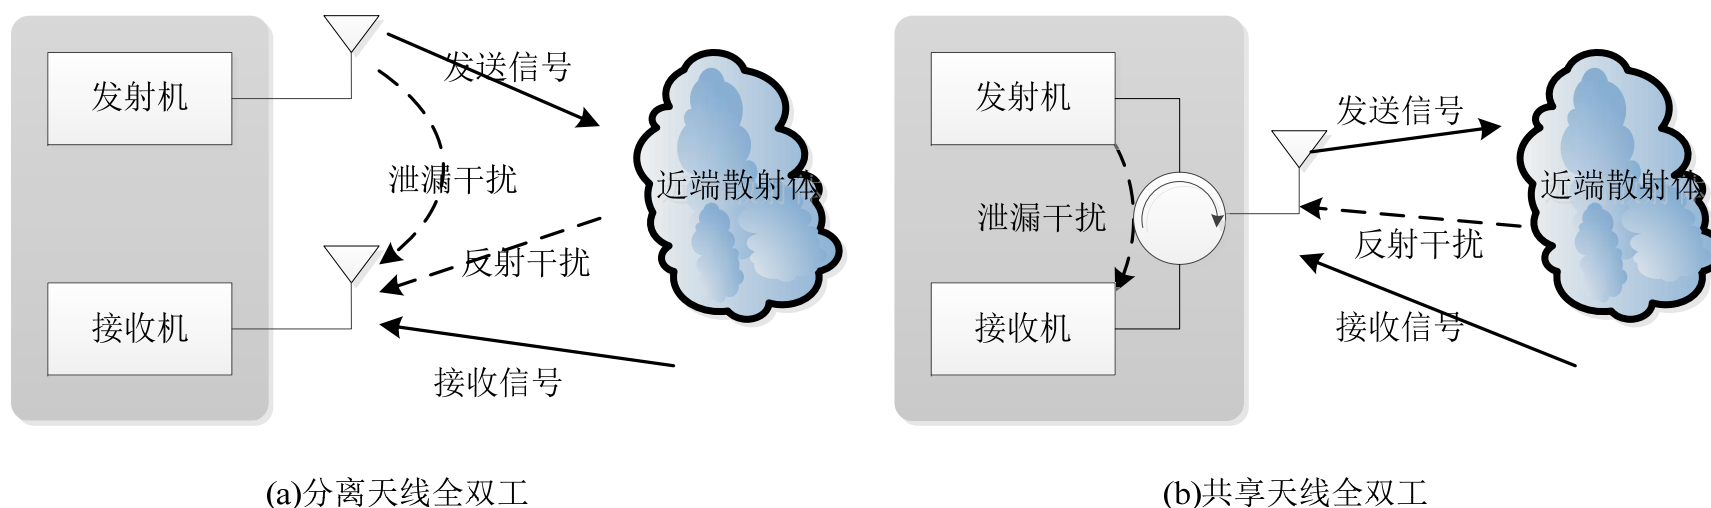 发射机
发送信号
泄漏干扰
近端散射体
反射干扰
接收机
接收信号
(a)分离天线全双工
发射机
发送信号
近端散射体
泄漏干扰
反射干扰
接收机
接收信号
(b)共享天线全双工